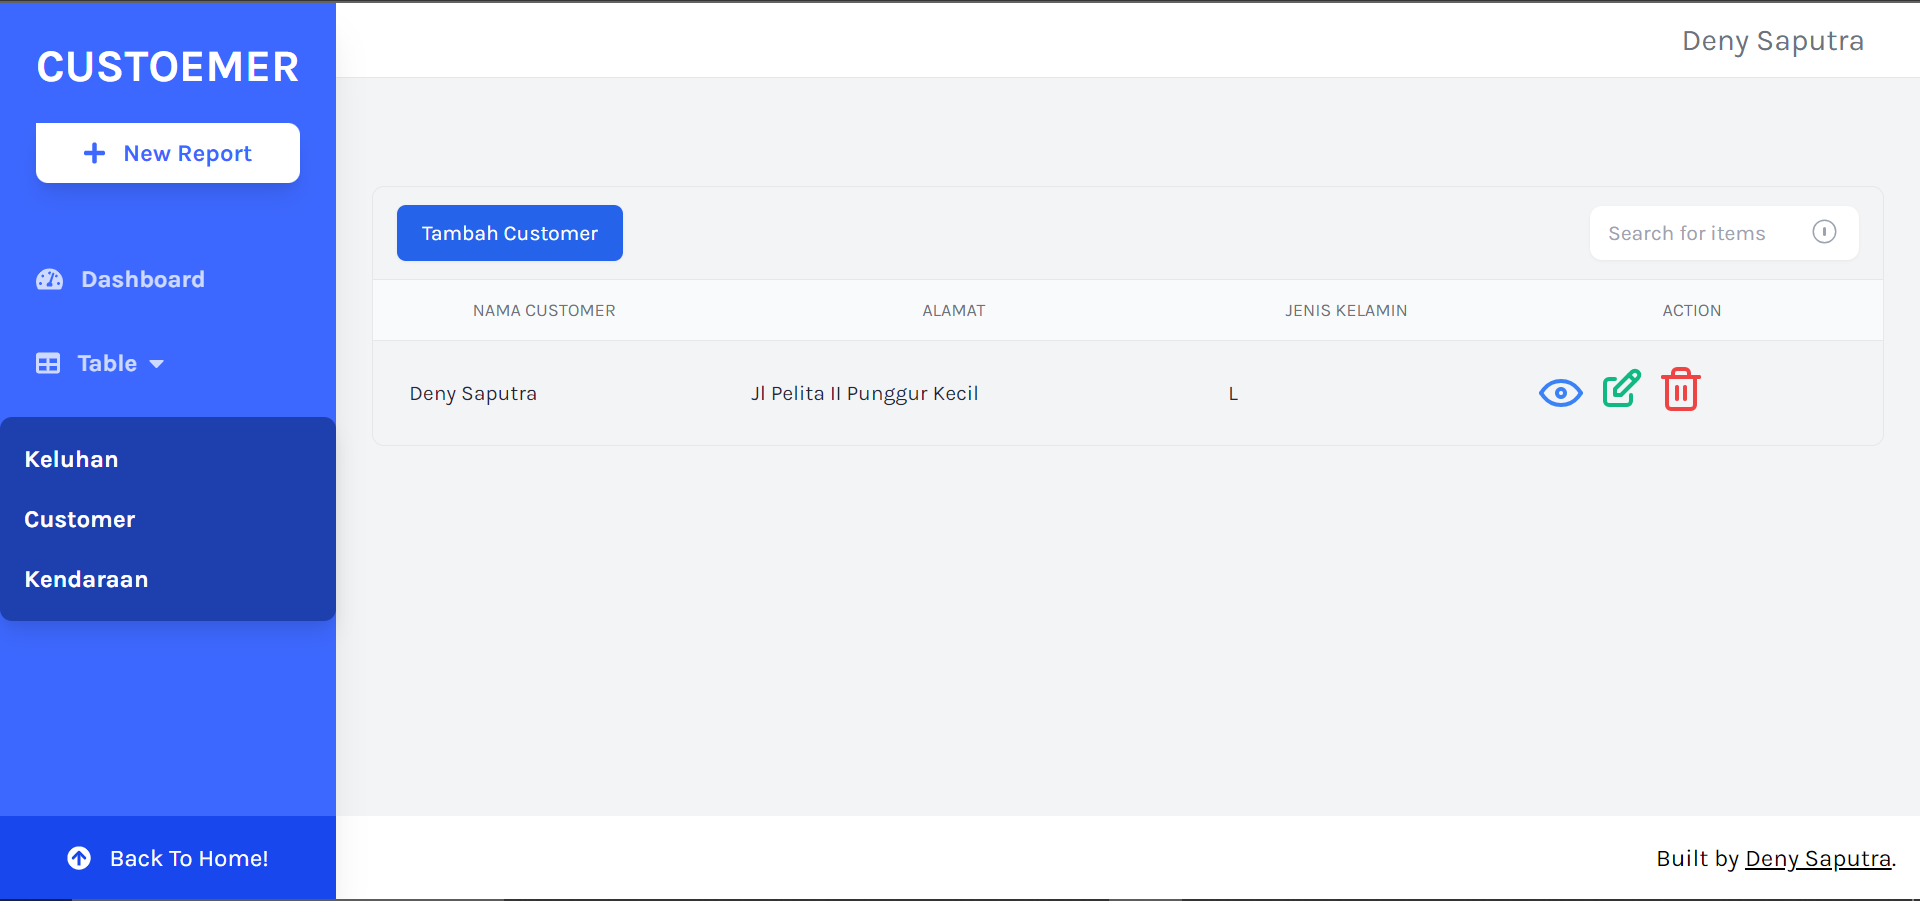 CUSTOEMER
New Report
Dashboard
Table
Keluhan
Customer
Kendaraan
Back To Home!
Deny Saputra
Tambah Customer
Search for items
NAMA CUSTOMER ALAMAT JENIS KELAMIN ACTION
Deny Saputra Jl Pelita II Punggur Kecil L
Built by Deny Saputra.